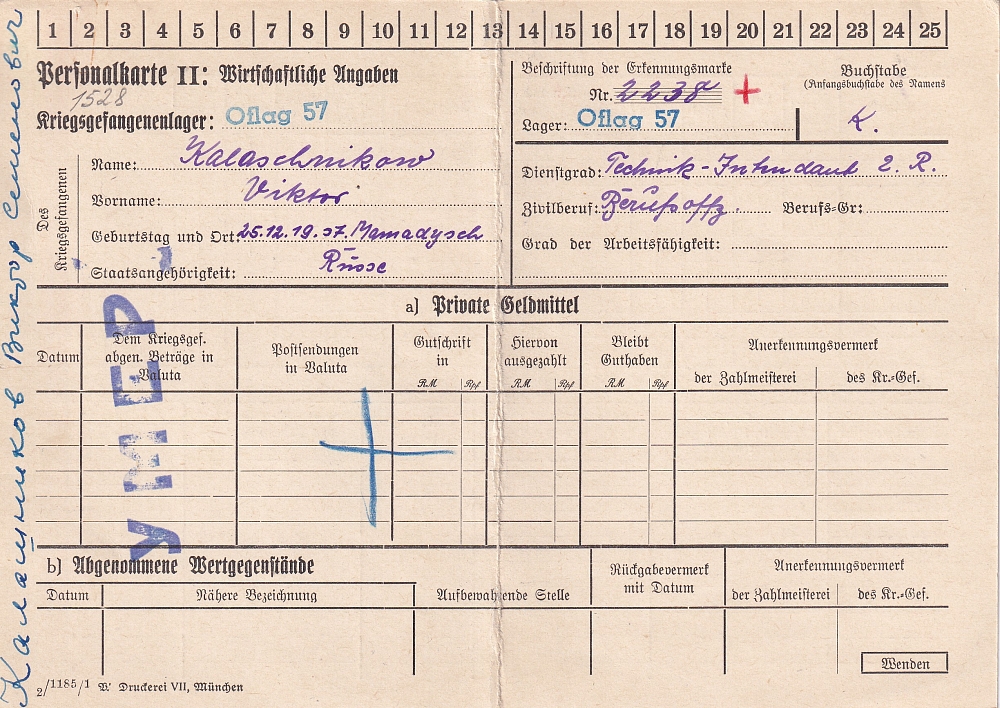 1 2 3 4 5 6 7 8 9 10 11 12 13 14 15 16 17 18 19 20 21 22 23 24 25
Personalkarte II: Wirtschaftliche Angaben
1528
Kriegsgefangenenlager: Oflag 57
Beschriftung der Erkennungsmarke
Nr. 2238
Lager: Oflag 57
Buchstabe
(Anfangsbuchstabe des Namens
K.
Des Kriegsgefangenen
Name: Kalaschnikow
Vorname: Viktor
Geburtstag und Ort: 25.12.19.07. Mamadysch
Staatsangehörigkeit: Russe
Dienstgrad: Technik-Intendant 2. R.
Zivilberuf: Berufsoffz. Berufs-Gr:
Grad der Arbeitsfähigkeit:
a) Private Geldmittel
Datum
Dem Kriegsgef.
abgen. Beträge in
Valuta
Postsendungen
in Valuta
Gutschrift
in
RM Rpf
Hiervon
ausgezahlt
RM Rpf
Bleibt
Guthaben
RM Rpf
Anerkennungsvermerk
der Zahlmeisterei des Kr.-Gef.
УМЕР
b) Abgenommene Wertgegenstände
Datum
Nähere Bezeichnung
Aufbewahrende Stelle
Rückgabevermerk
mit Datum
Anerkennungsvermerk
der Zahlmeisterei des Kr.-Gef.
Wenden
2/1185/1 B. Druckerei VII, München
Калашников Виктор Семенович